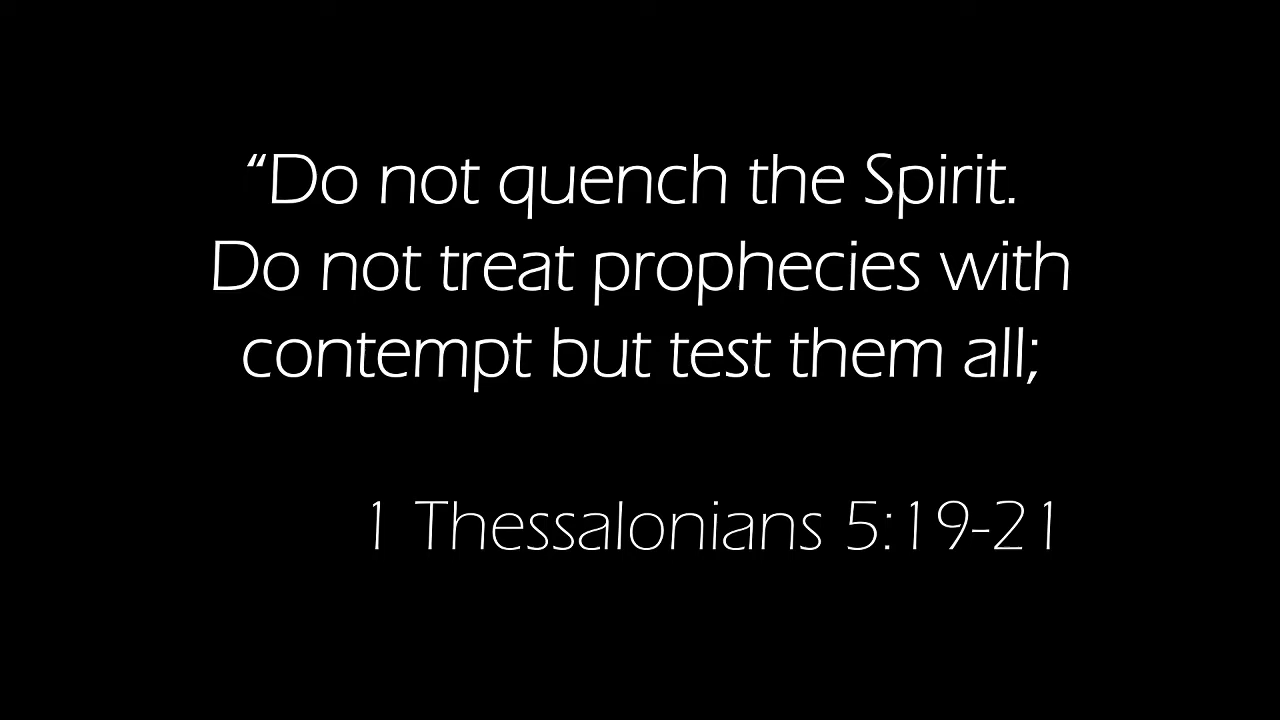 “Do not quench the Spirit.
Do not treat prophecies with
contempt but test them all;
1 Thessalonians 5:19-21